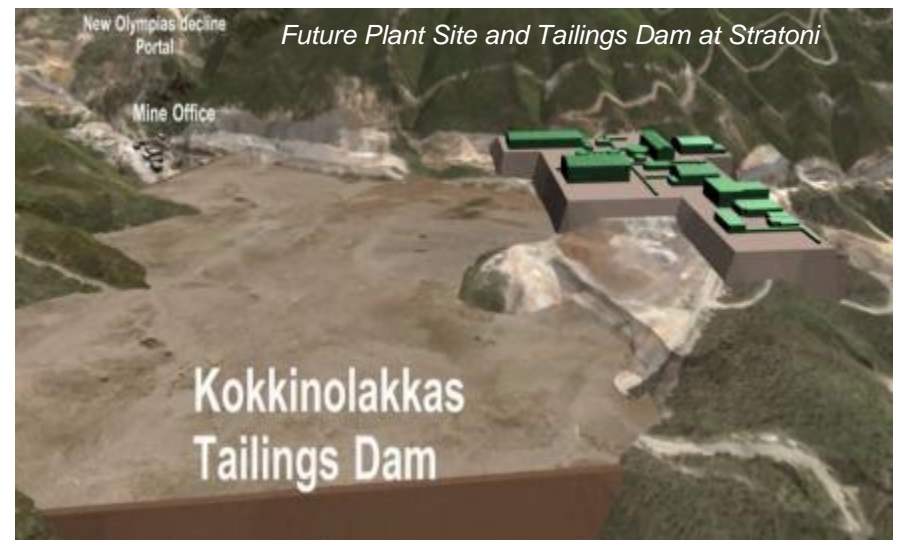 New Olympias decline
Portal
Future Plant Site and Tailings Dam at Stratoni
Mine Office
Kokkinolakkas
Tailings Dam